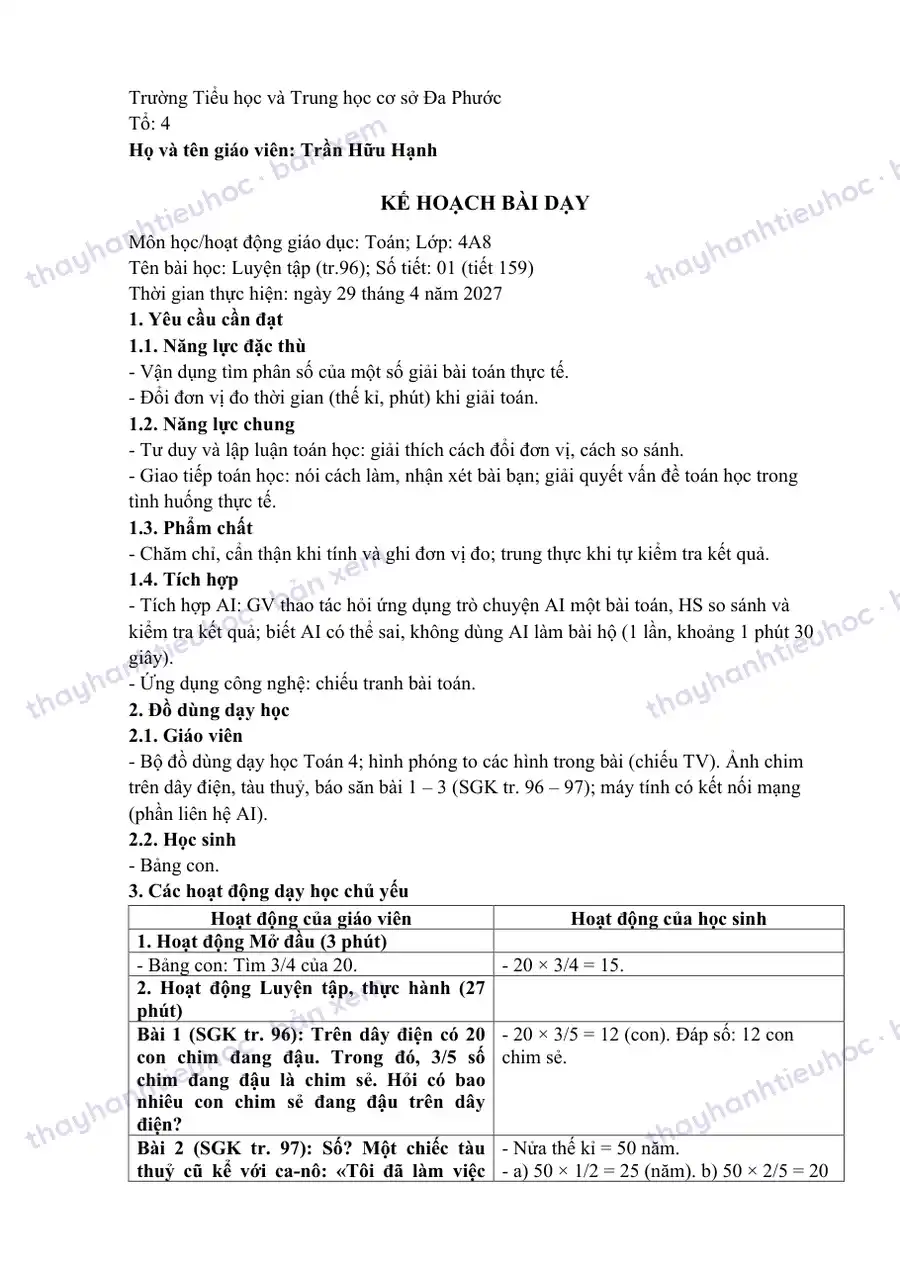 Trường Tiểu học và Trung học cơ sở Đa Phước
Tổ: 4
Họ và tên giáo viên: Trần Hữu Hạnh
KẾ HOẠCH BÀI DẠY
Môn học/hoạt động giáo dục: Toán; Lớp: 4A8
Tên bài học: Luyện tập (tr.96); Số tiết: 01 (tiết 159)
Thời gian thực hiện: ngày 29 tháng 4 năm 2027
1. Yêu cầu cần đạt
1.1. Năng lực đặc thù
- Vận dụng tìm phân số của một số giải bài toán thực tế.
- Đổi đơn vị đo thời gian (thế kỉ, phút) khi giải toán.
1.2. Năng lực chung
- Tư duy và lập luận toán học: giải thích cách đổi đơn vị, cách so sánh.
- Giao tiếp toán học: nói cách làm, nhận xét bài bạn; giải quyết vấn đề toán học trong
tình huống thực tế.
1.3. Phẩm chất
- Chăm chỉ, cẩn thận khi tính và ghi đơn vị đo; trung thực khi tự kiểm tra kết quả.
1.4. Tích hợp
- Tích hợp AI: GV thao tác hỏi ứng dụng trò chuyện AI một bài toán, HS so sánh và
kiểm tra kết quả; biết AI có thể sai, không dùng AI làm bài hộ (1 lần, khoảng 1 phút 30
giây).
- Ứng dụng công nghệ: chiếu tranh bài toán.
2. Đồ dùng dạy học
2.1. Giáo viên
- Bộ đồ dùng dạy học Toán 4; hình phóng to các hình trong bài (chiếu TV). Ảnh chim
trên dây điện, tàu thuỷ, báo săn bài 1 – 3 (SGK tr. 96 – 97); máy tính có kết nối mạng
(phần liên hệ AI).
2.2. Học sinh
- Bảng con.
3. Các hoạt động dạy học chủ yếu
Hoạt động của giáo viên
Hoạt động của học sinh
1. Hoạt động Mở đầu (3 phút)
- Bảng con: Tìm 3/4 của 20.
- 20 × 3/4 = 15.
2. Hoạt động Luyện tập, thực hành (27
phút)
Bài 1 (SGK tr. 96): Trên dây điện có 20
con chim đang đậu. Trong đó, 3/5 số
chim đang đậu là chim sẻ. Hỏi có bao
nhiêu con chim sẻ đang đậu trên dây
điện?
- 20 × 3/5 = 12 (con). Đáp số: 12 con
chim sẻ.
Bài 2 (SGK tr. 97): Số? Một chiếc tàu
thuỷ cũ kể với ca-nô: «Tôi đã làm việc
- Nửa thế kỉ = 50 năm.
- a) 50 × 1/2 = 25 (năm). b) 50 × 2/5 = 20
thayhanhtieuhoc · bản xem
thayhanhtieuhoc · b
thayhanhtieuhoc · bản xem
thayhanhtieuhoc · b
thayhanhtieuhoc · bản xem
thayhanhtieuhoc · b